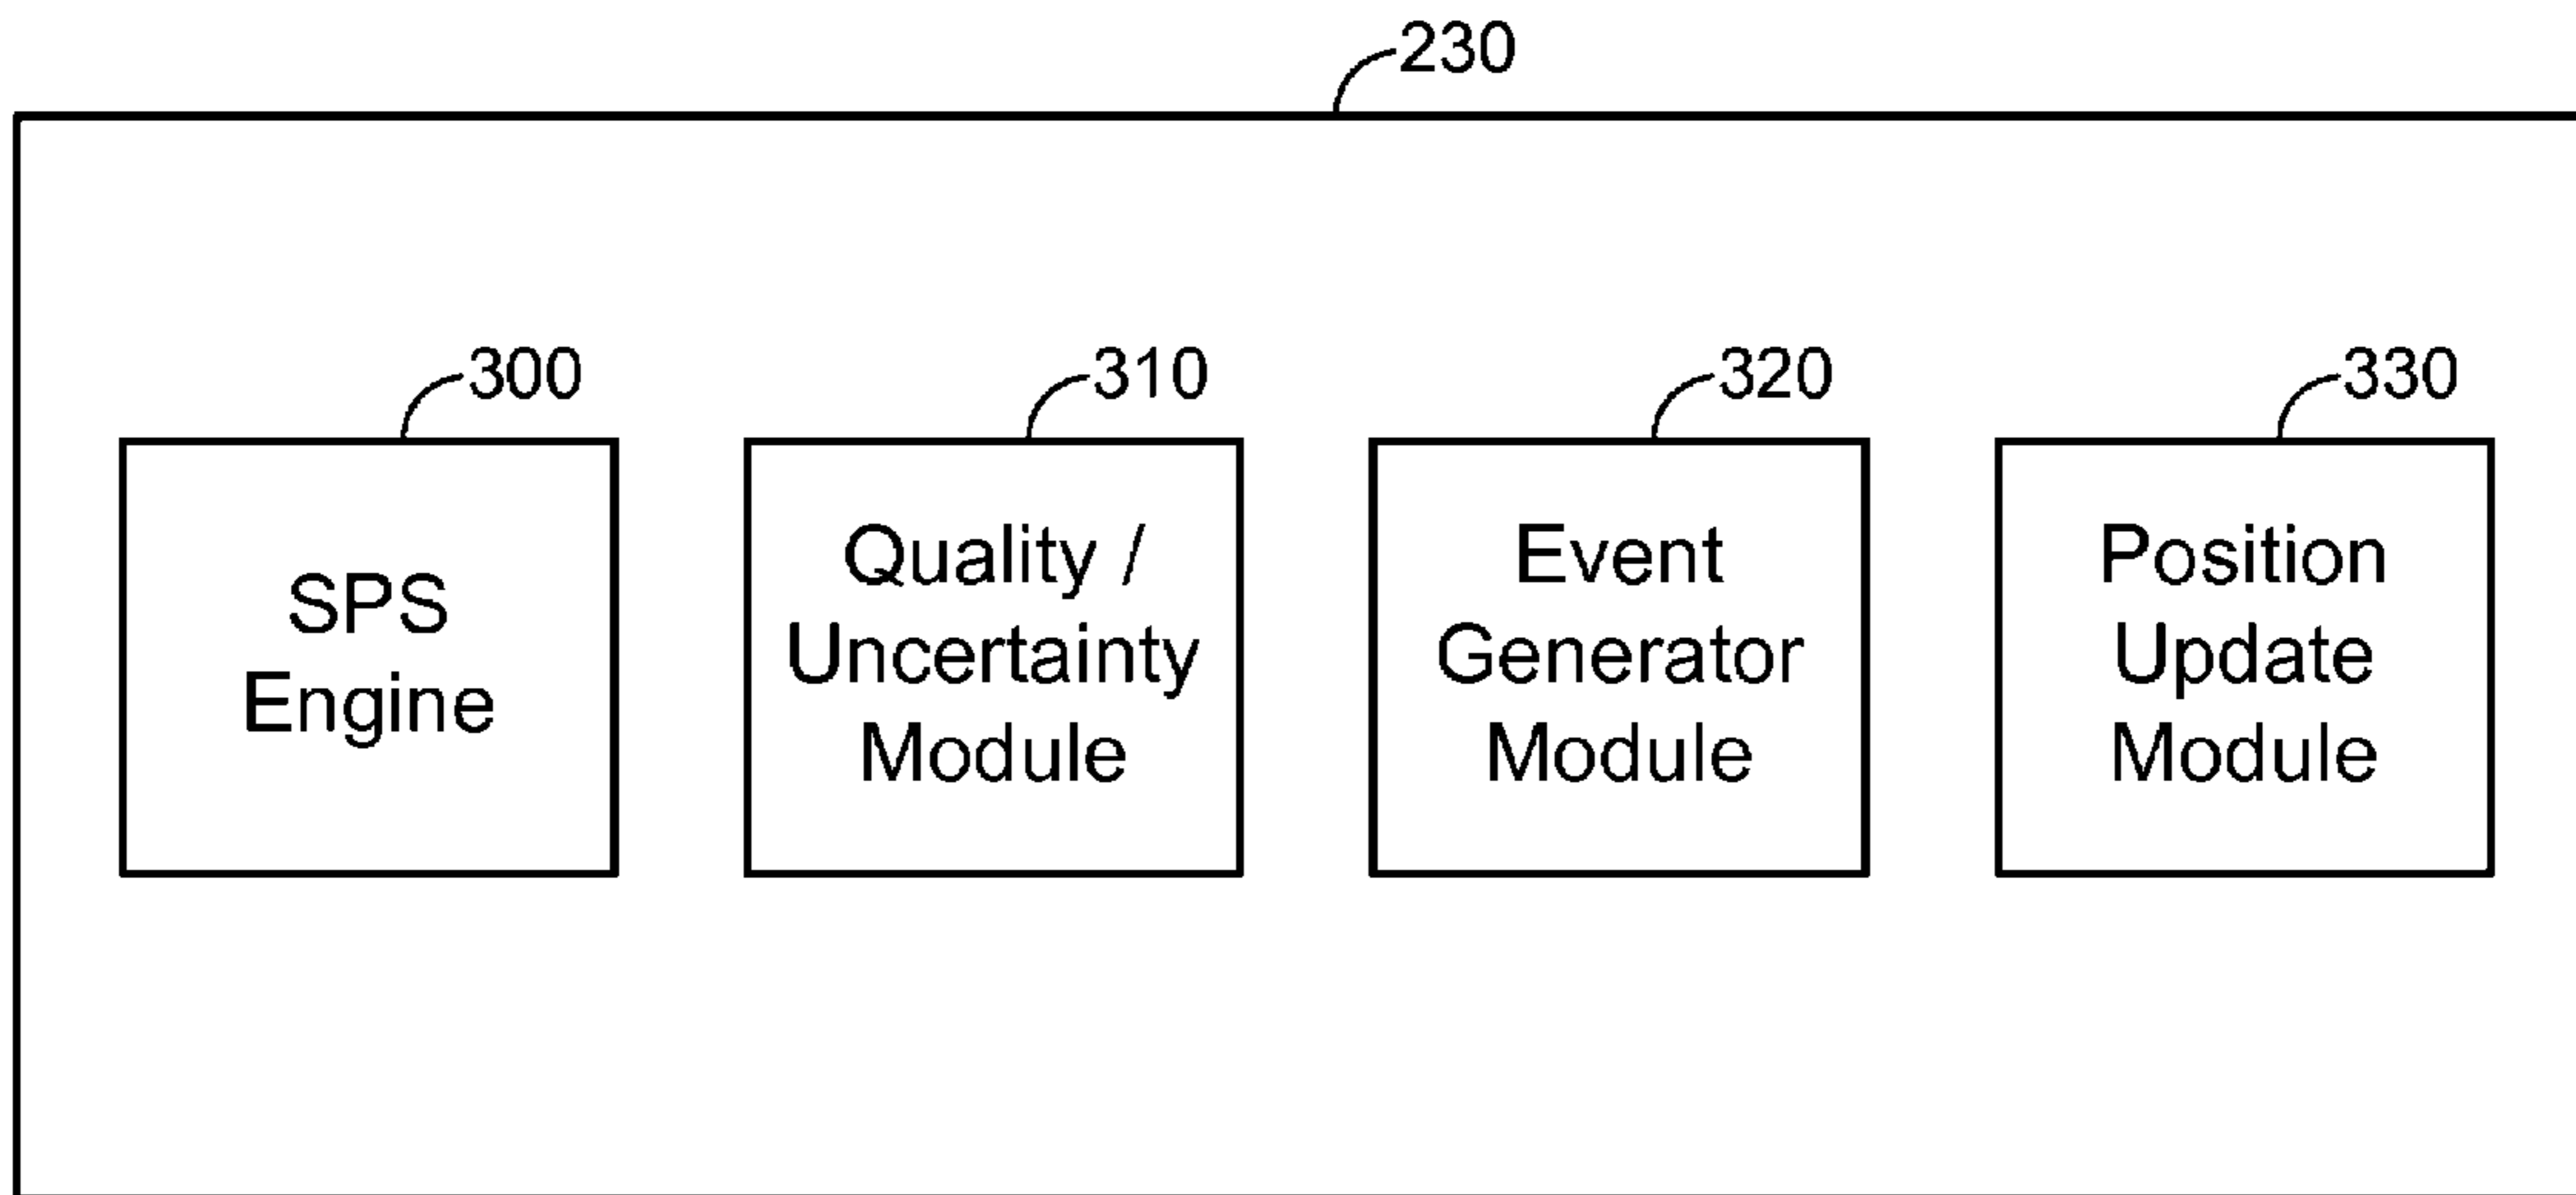 230
300
310
320
330
SPS
Engine
Quality /
Uncertainty
Module
Event
Generator
Module
Position
Update
Module